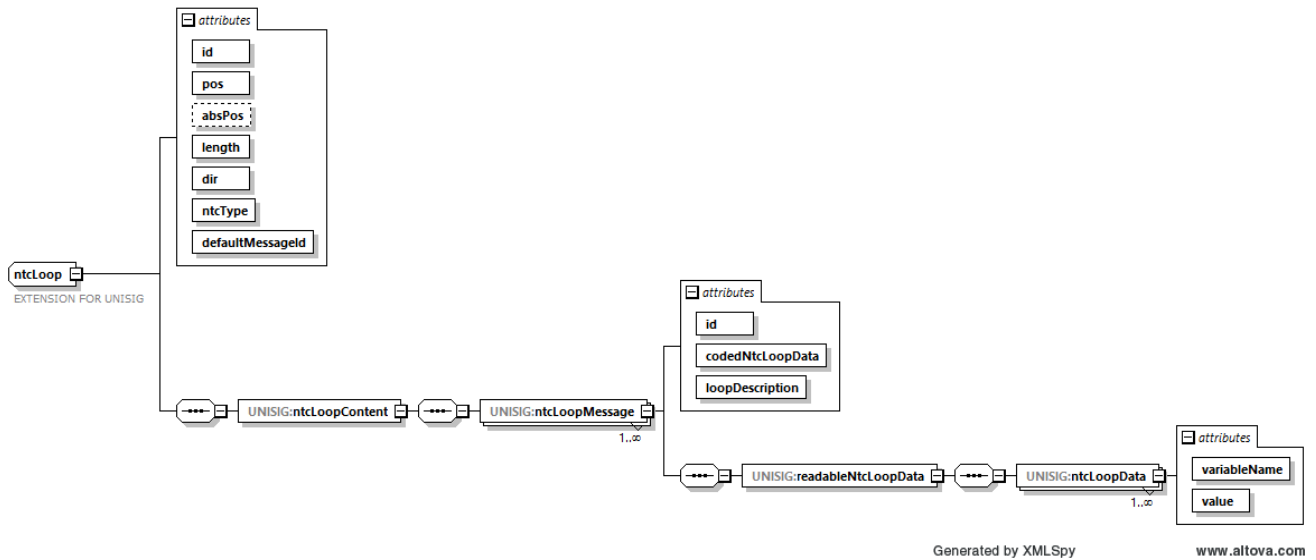 attributes
id
pos
absPos
length
dir
ntcType
defaultMessageId
ntcLoop
EXTENSION FOR UNISIG
attributes
id
codedNtcLoopData
loopDescription
UNISIG:ntcLoopContent
UNISIG:ntcLoopMessage
1..∞
attributes
variableName
value
UNISIG:readableNtcLoopData
UNISIG:ntcLoopData
1..∞
Generated by XMLSpy www.altova.com